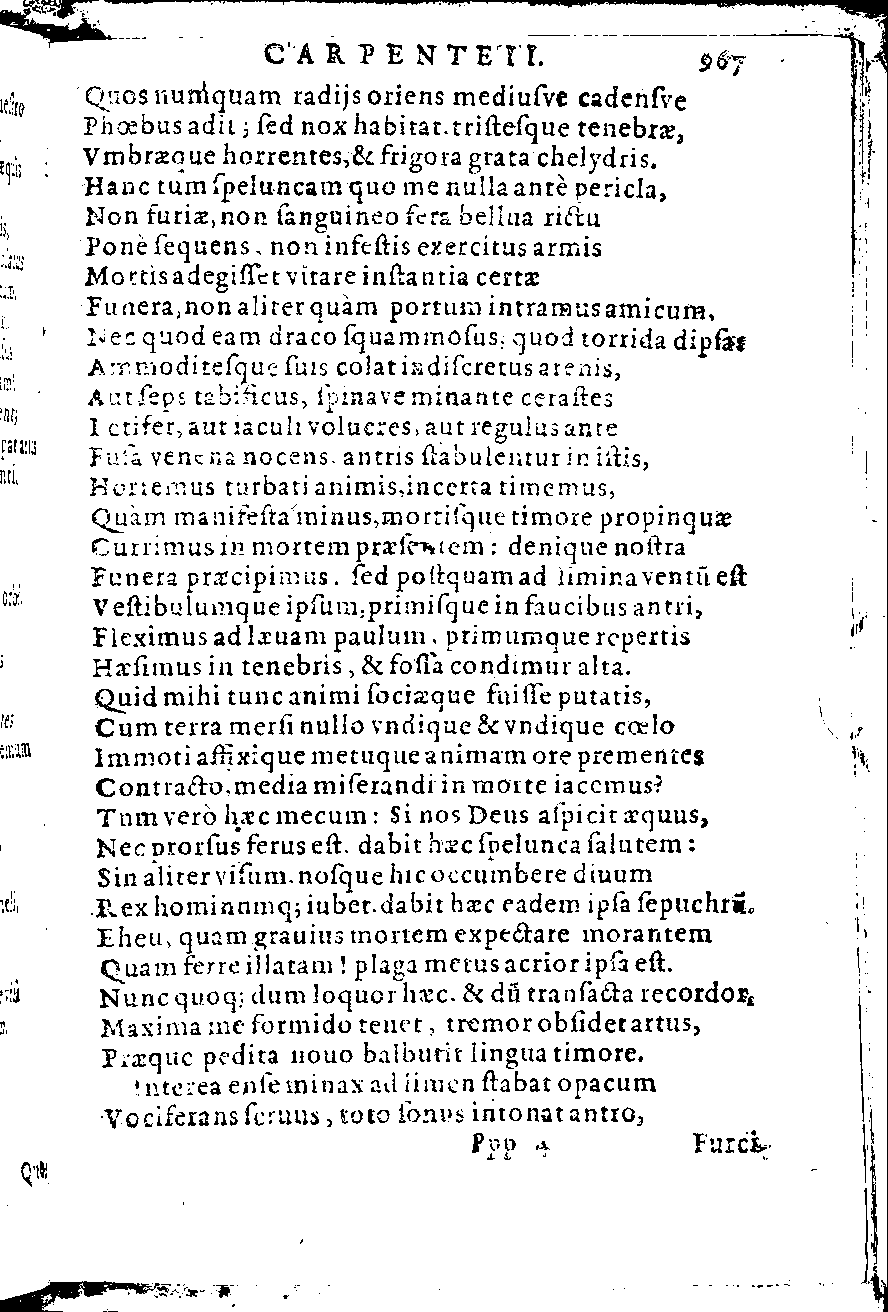 CARPENTEII. 967
Quos numquam radijs oriens mediusve cadensve
Phœbus adit; sed nox habitat. tristesque tenebræ,
Vmbræque horrentes, & frigora grata chelydris.
Hanc tùm speluncam quo me nulla antè pericla,
Non furiæ, non sanguineo fera bellua rictu
Ponè sequens, non infestis exercitus armis
Mortis adegisset vitare instantia certæ
Funera, non aliter quàm portum intramus amicum,
Nec quod eam draco squammosus, quod torrida dipsas
Ammoditesque suis colat indiscretus arenis,
Aut seps tabificus, spinave minante cerastes
Letifer, aut iaculi volucres, aut regulus ante
Fusa venena nocens. antris stabulentur in istis,
Horremus turbati animis, incerta timemus,
Quàm manifesta minus, mortisque timore propinquæ
Currimus in mortem præsentem: denique nostra
Funera præcipimus. sed postquam ad limina ventũ est
Vestibulumque ipsum, primisque in faucibus antri,
Fleximus ad læuam paulum, primumque repertis
Hæsimus in tenebris, & fossa condimur alta.
Quid mihi tunc animi sociæque fuisse putatis,
Cum terra mersi nullo vndique & vndique cœlo
Immoti affixique metuque animam ore prementes
Contracto, media miserandi in morte iacemus?
Tum verò hæc mecum: Si nos Deus aspicit æquus,
Nec prorsus ferus est. dabit hæc spelunca salutem:
Sin aliter visum. nosque hic occumbere diuum
Rex hominumq; iubet. dabit hæc eadem ipsa sepuchrũ.
Eheu, quam grauius mortem expectare morantem
Quam ferre illatam! plaga metus acrior ipsa est.
Nunc quoq; dum loquor hæc. & dũ transacta recordor,
Maxima me formido tenet, tremor obsidet artus,
Præque pedita nouo balbutit lingua timore.
Interea ense minax ad limen stabat opacum
Vociferans seruus, toto sonus intonat antro,
Ppp 4 Furci